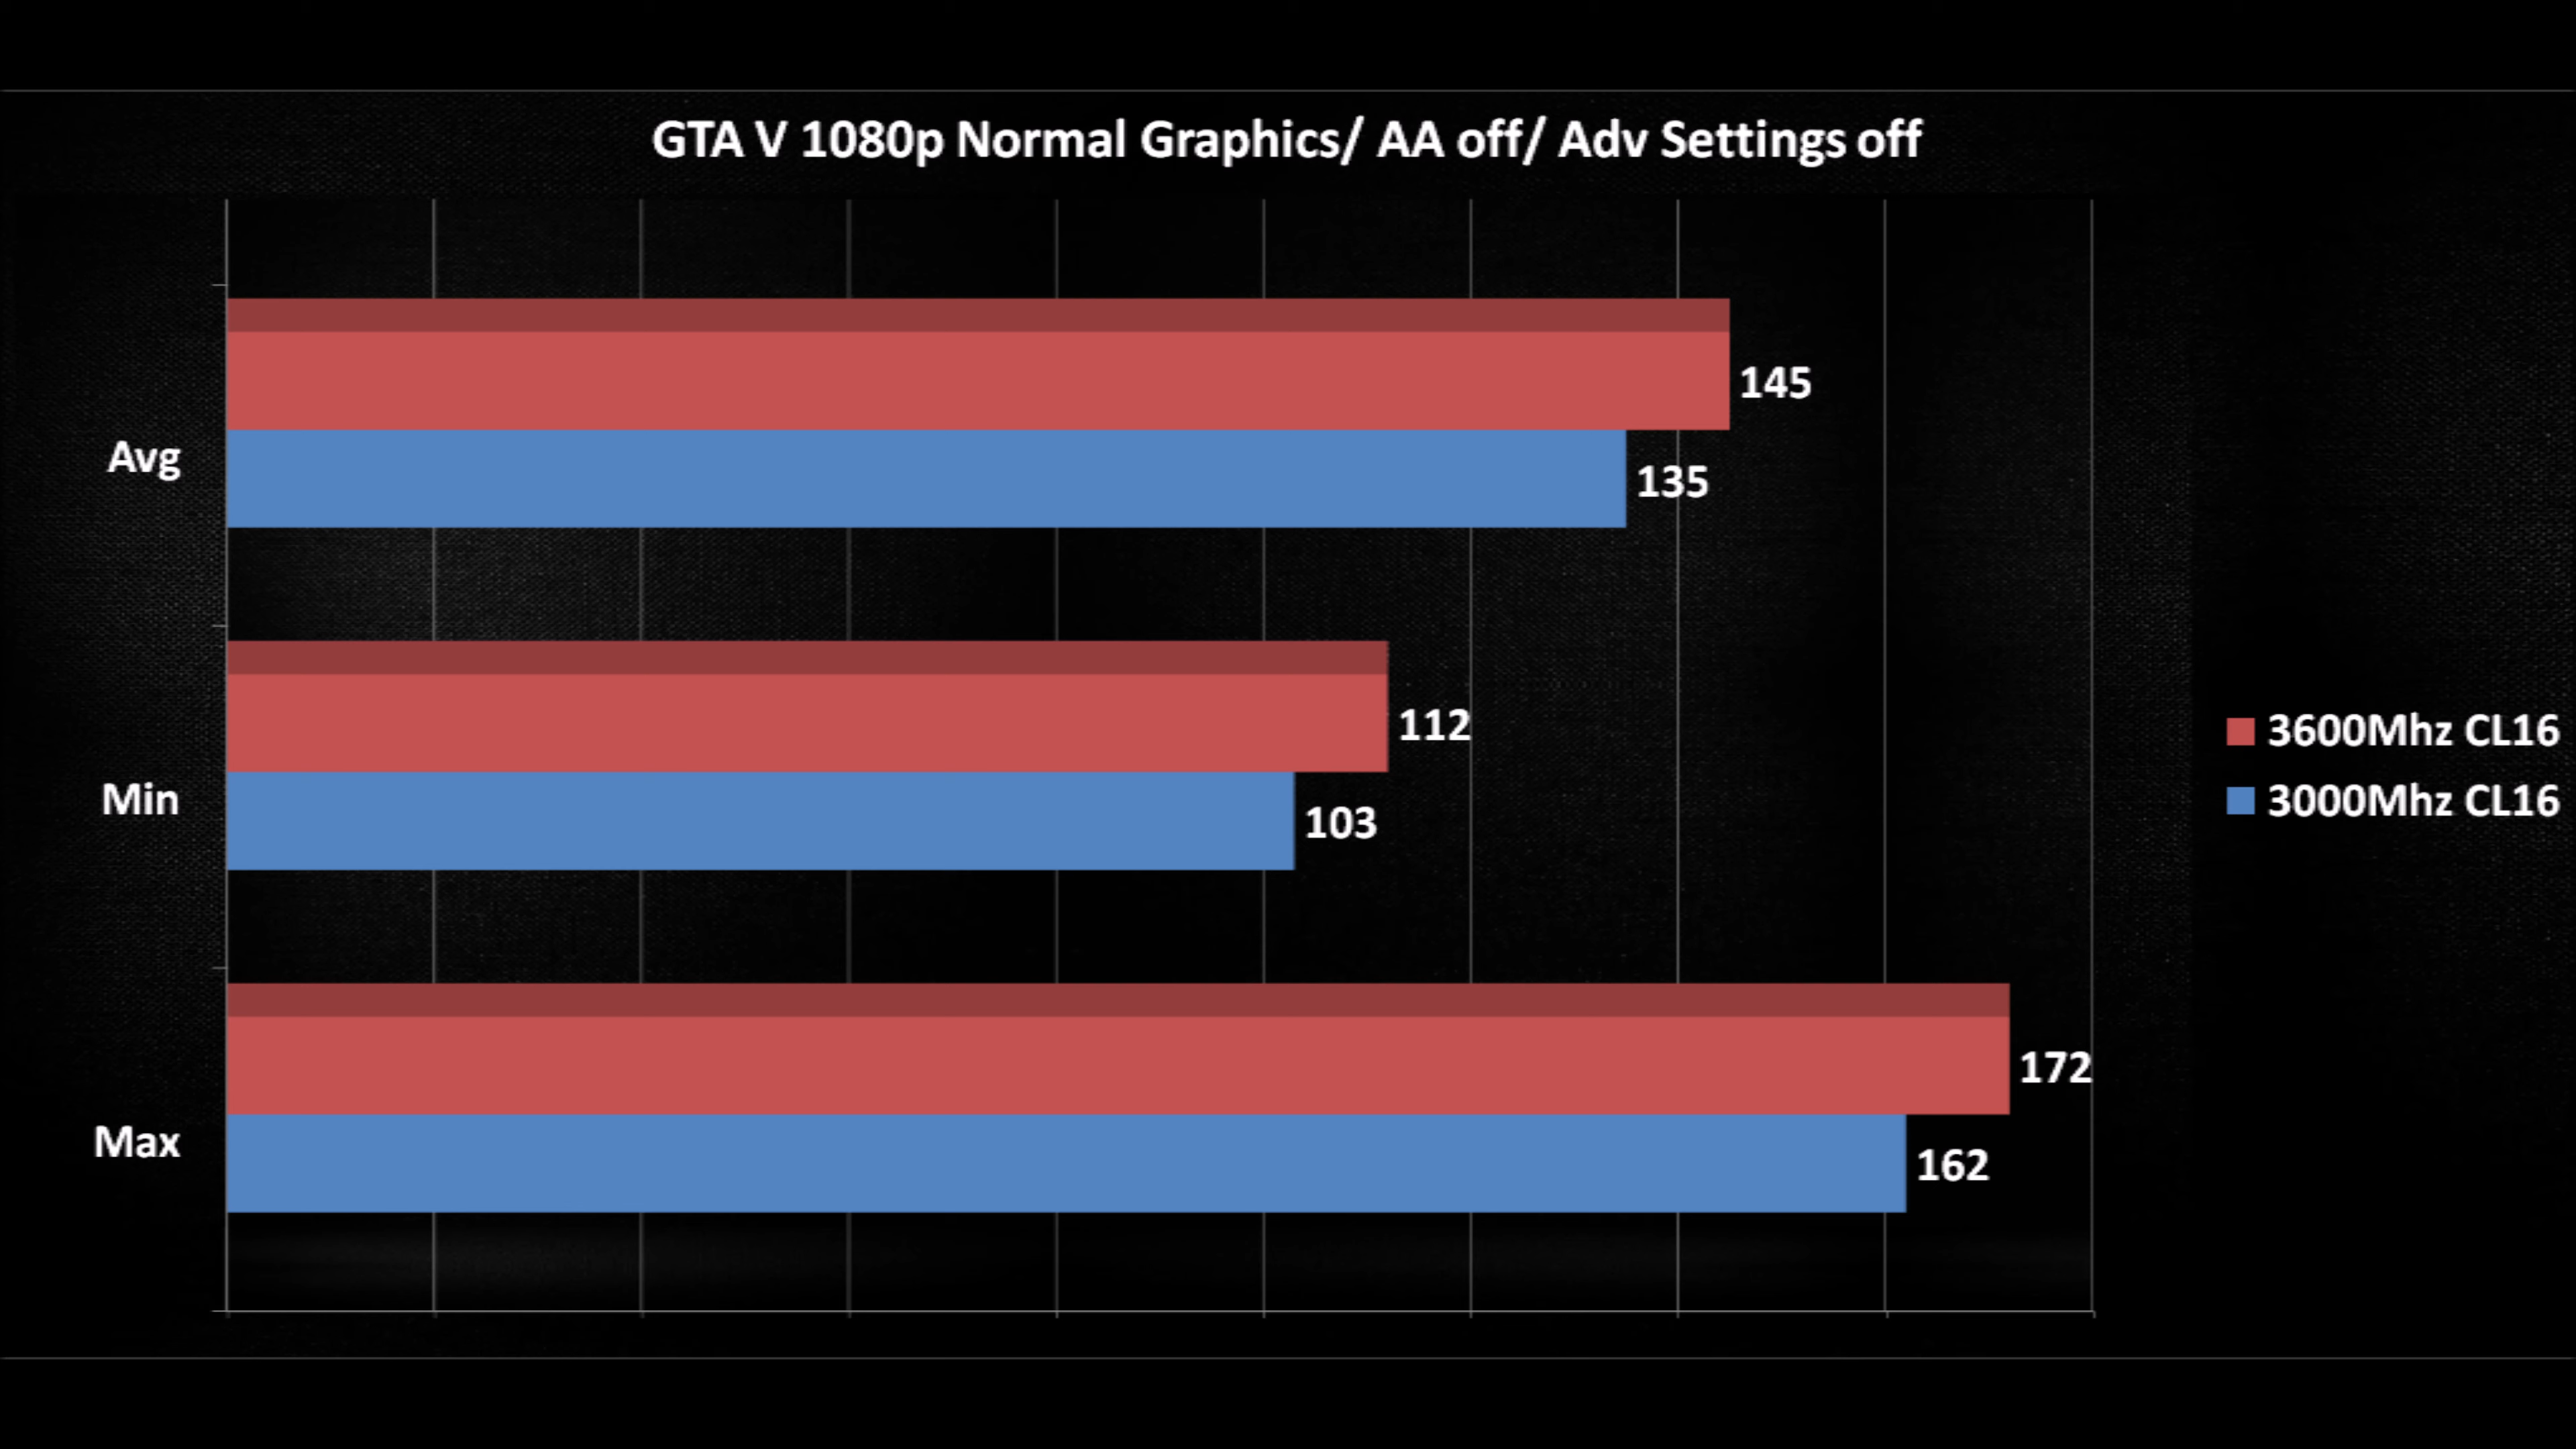 GTA V 1080p Normal Graphics/ AA off/ Adv Settings off
145
Avg
135
112
3600Mhz CL16
Min
3000Mhz CL16
103
172
Max
162